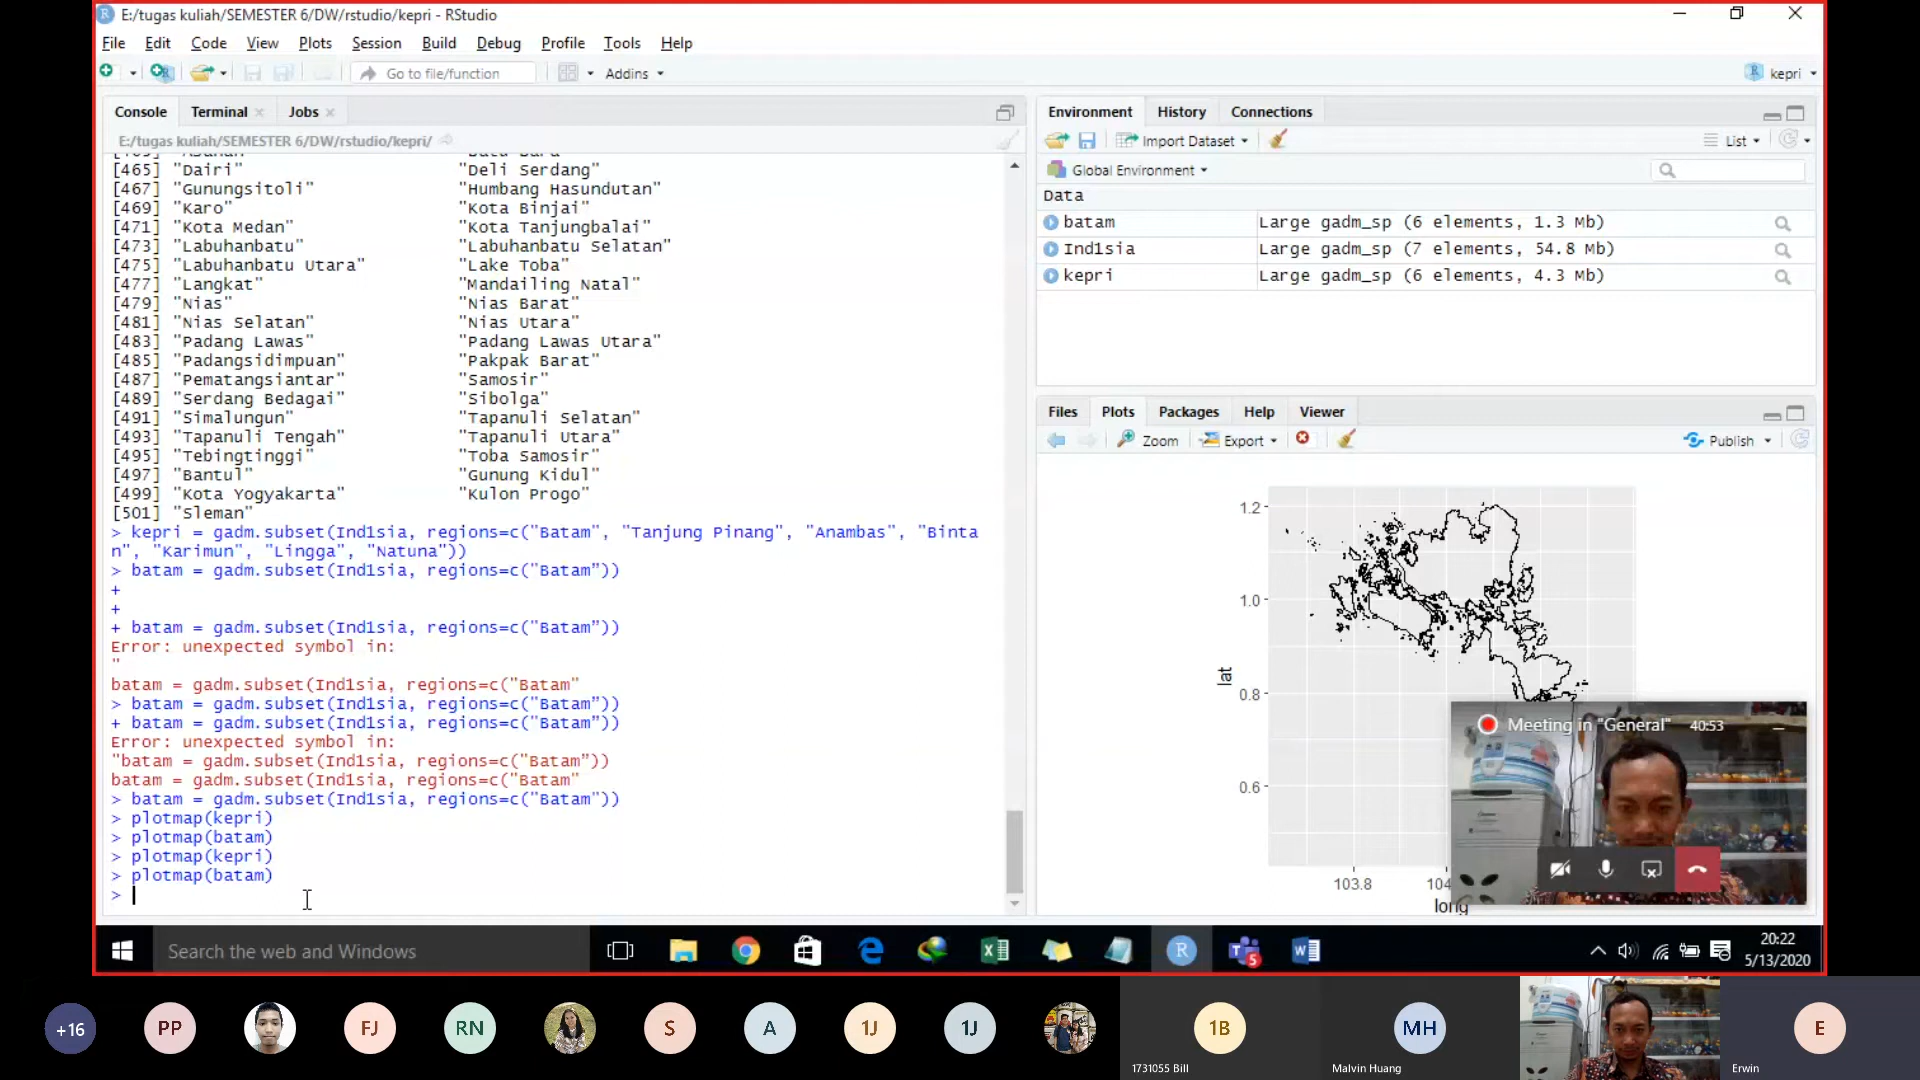 E:/tugas kuliah/SEMESTER 6/DW/rstudio/kepri - RStudio
File Edit Code View Plots Session Build Debug Profile Tools Help
Go to file/function Addins kepri
Console Terminal Jobs
E:/tugas kuliah/SEMESTER 6/DW/rstudio/kepri/
[465] "Dairi" "Deli Serdang"
[467] "Gunungsitoli" "Humbang Hasundutan"
[469] "Karo" "Kota Binjai"
[471] "Kota Medan" "Kota Tanjungbalai"
[473] "Labuhanbatu" "Labuhanbatu Selatan"
[475] "Labuhanbatu Utara" "Lake Toba"
[477] "Langkat" "Mandailing Natal"
[479] "Nias" "Nias Barat"
[481] "Nias Selatan" "Nias Utara"
[483] "Padang Lawas" "Padang Lawas Utara"
[485] "Padangsidimpuan" "Pakpak Barat"
[487] "Pematangsiantar" "Samosir"
[489] "Serdang Bedagai" "Sibolga"
[491] "Simalungun" "Tapanuli Selatan"
[493] "Tapanuli Tengah" "Tapanuli Utara"
[495] "Tebingtinggi" "Toba Samosir"
[497] "Bantul" "Gunung Kidul"
[499] "Kota Yogyakarta" "Kulon Progo"
[501] "Sleman"
> kepri = gadm.subset(Ind1sia, regions=c("Batam", "Tanjung Pinang", "Anambas", "Binta
n", "Karimun", "Lingga", "Natuna"))
> batam = gadm.subset(Ind1sia, regions=c("Batam"))
+
+
+ batam = gadm.subset(Ind1sia, regions=c("Batam"))
Error: unexpected symbol in:
"
batam = gadm.subset(Ind1sia, regions=c("Batam"
> batam = gadm.subset(Ind1sia, regions=c("Batam"))
+ batam = gadm.subset(Ind1sia, regions=c("Batam"))
Error: unexpected symbol in:
"batam = gadm.subset(Ind1sia, regions=c("Batam"))
batam = gadm.subset(Ind1sia, regions=c("Batam"
> batam = gadm.subset(Ind1sia, regions=c("Batam"))
> plotmap(kepri)
> plotmap(batam)
> plotmap(kepri)
> plotmap(batam)
>
Environment History Connections
Import Dataset List
Global Environment
Data
batam Large gadm_sp (6 elements, 1.3 Mb)
Ind1sia Large gadm_sp (7 elements, 54.8 Mb)
kepri Large gadm_sp (6 elements, 4.3 Mb)
Files Plots Packages Help Viewer
Zoom Export Publish
1.2
1.0
lat
0.8
0.6
103.8 104
long
Meeting in "General" 40:53
Search the web and Windows
5
20:22
5/13/2020
+16 PP FJ RN S A 1J 1J 1B MH E
1731055 Bill Malvin Huang Erwin